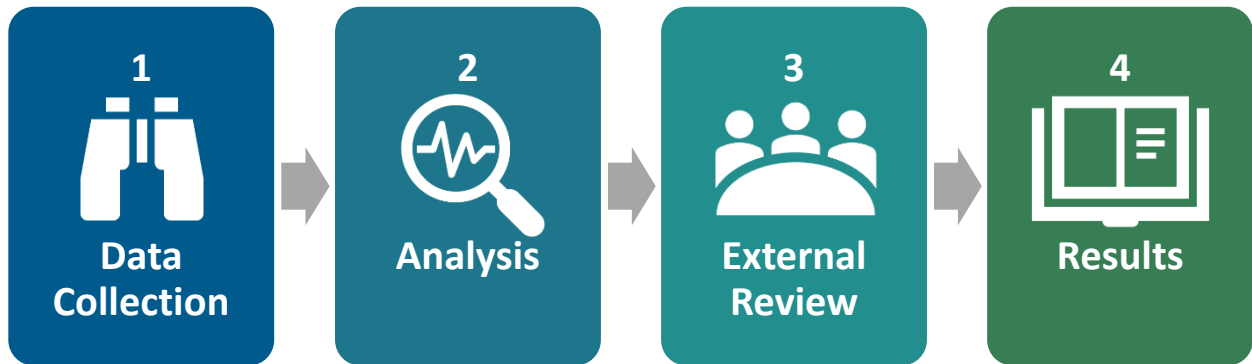 1
Data
Collection
2
Analysis
3
External
Review
4
Results